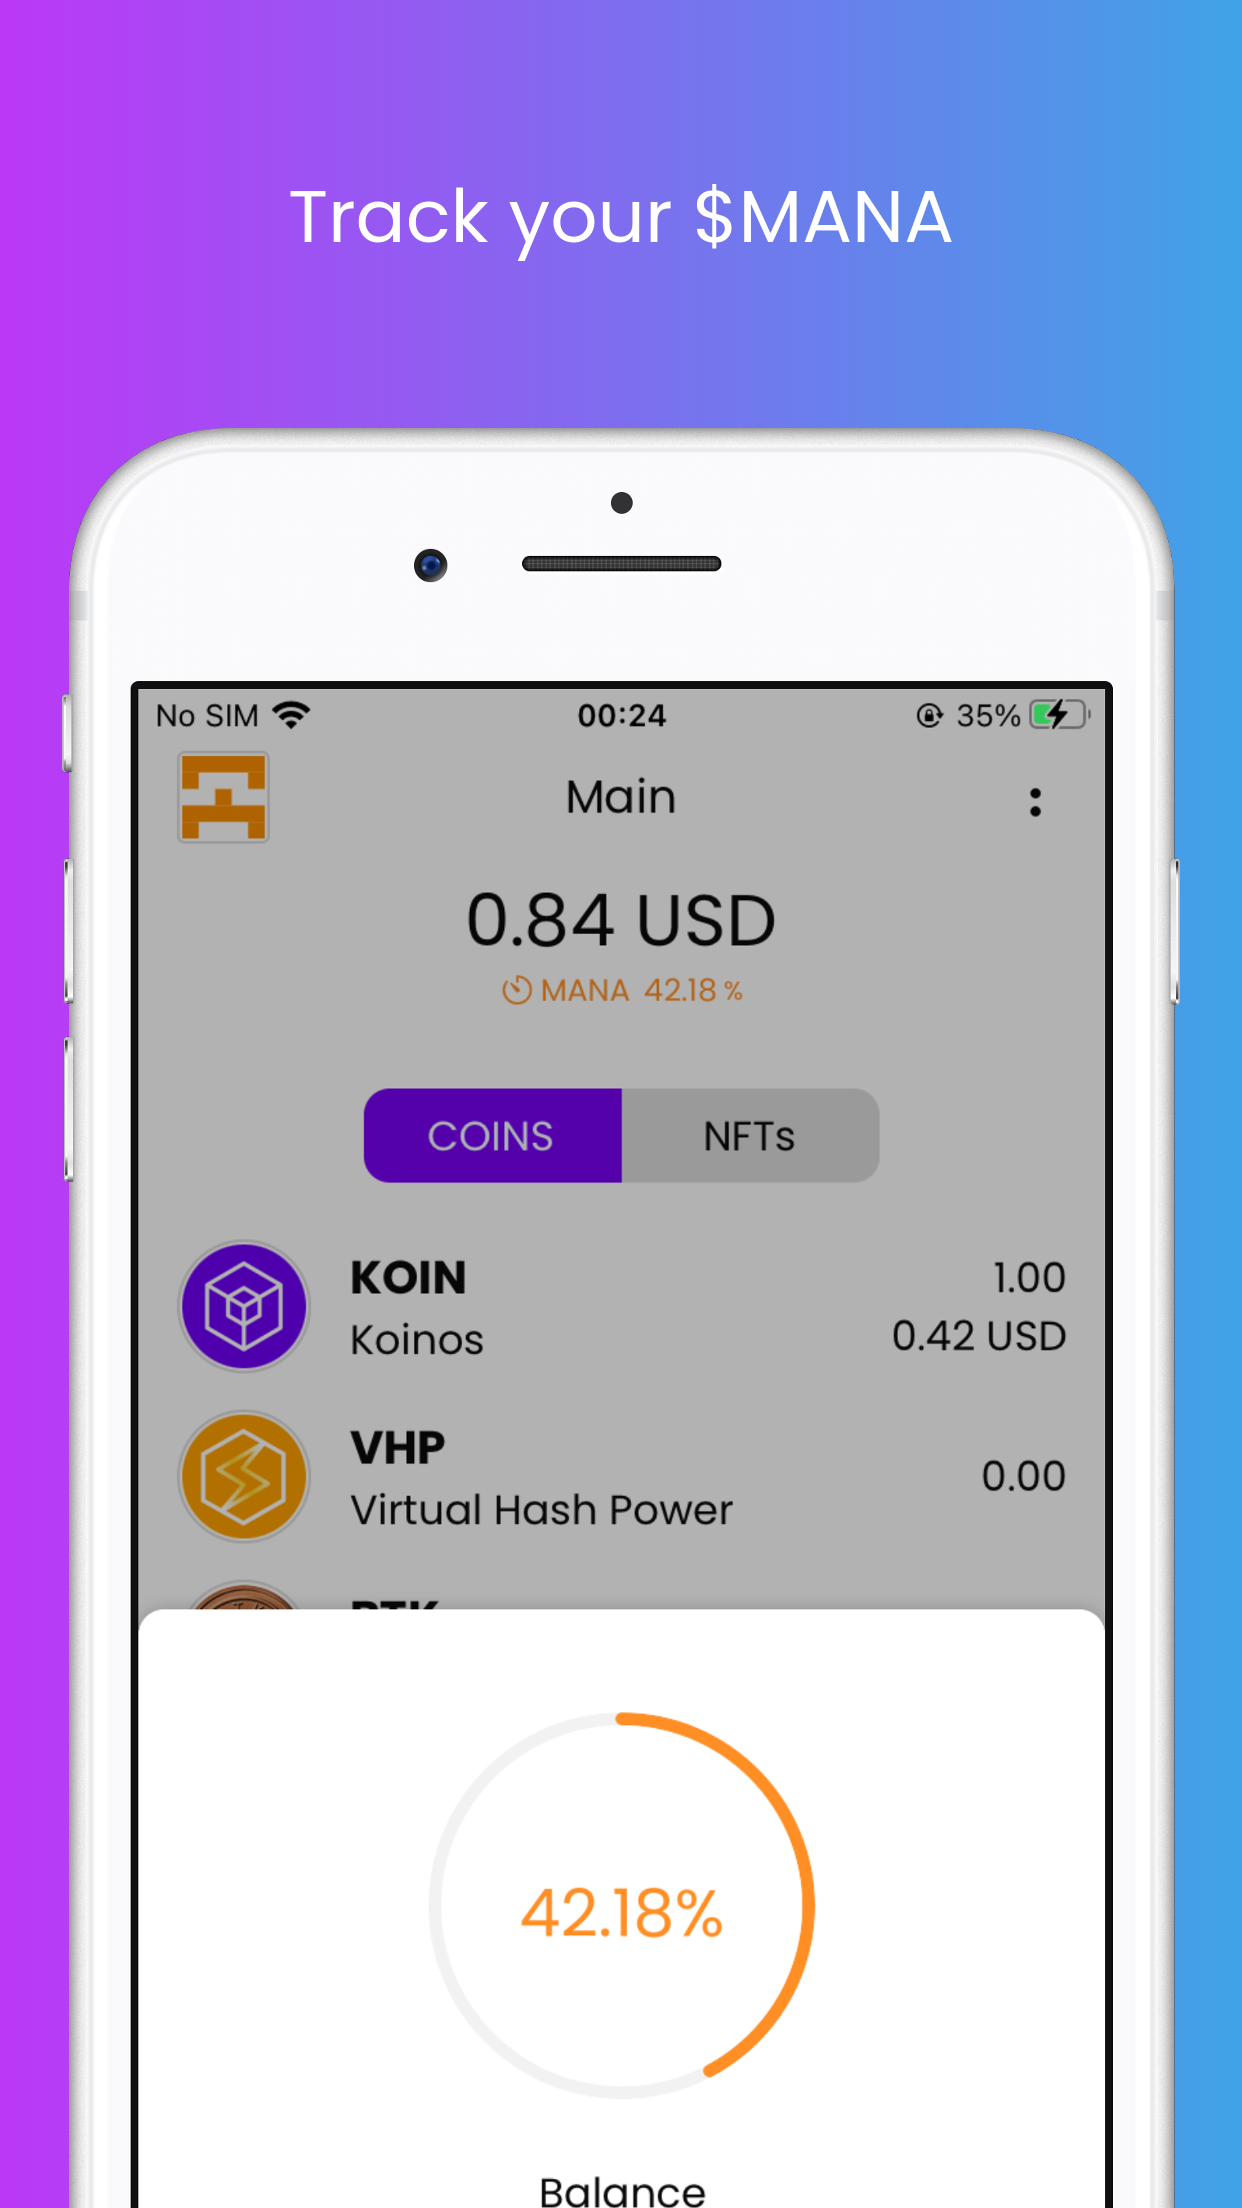 Track your $MANA
No SIM 00:24 35%
Main
0.84 USD
MANA 42.18 %
COINS NFTs
KOIN 1.00
Koinos 0.42 USD
VHP 0.00
Virtual Hash Power
42.18%
Balance